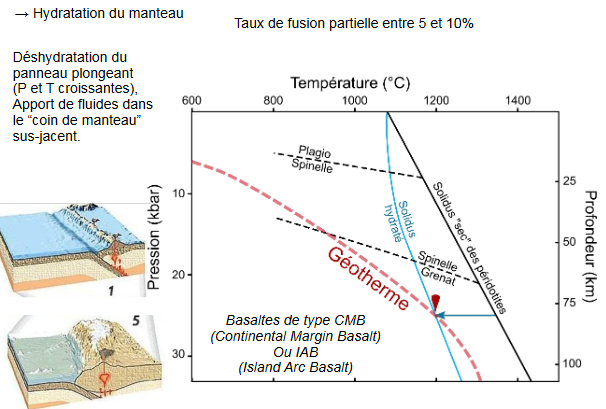 → Hydratation du manteau
Taux de fusion partielle entre 5 et 10%
Déshydratation du
panneau plongeant
(P et T croissantes),
Apport de fluides dans
le “coin de manteau”
sus-jacent.
Température (°C)
600 800 1000 1200 1400
Plagio
Spinelle
Solidus
hydraté
Solidus "sec" des péridotites
Spinelle
Grenat
Géotherme
Pression (kbar)
10
20
30
Profondeur (km)
25
50
75
100
Basaltes de type CMB
(Continental Margin Basalt)
Ou IAB
(Island Arc Basalt)
1
5